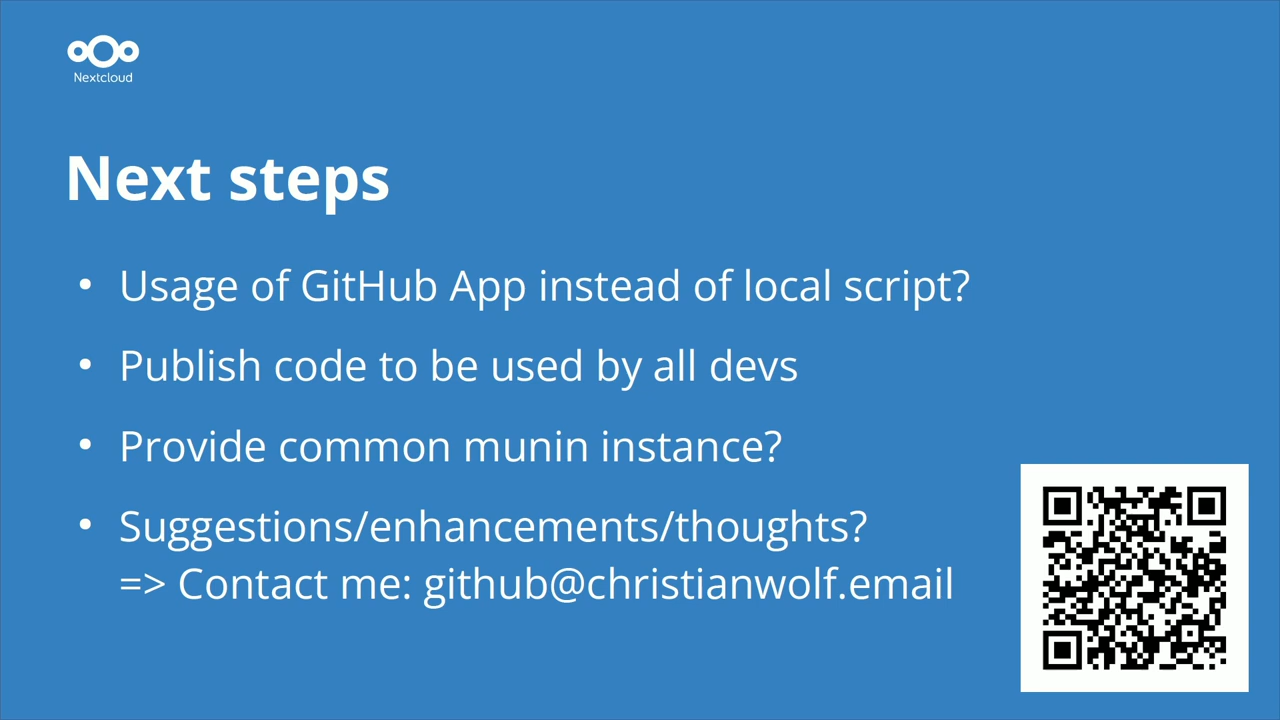 Nextcloud
Next steps
• Usage of GitHub App instead of local script?
• Publish code to be used by all devs
• Provide common munin instance?
• Suggestions/enhancements/thoughts?
=> Contact me: github@christianwolf.email